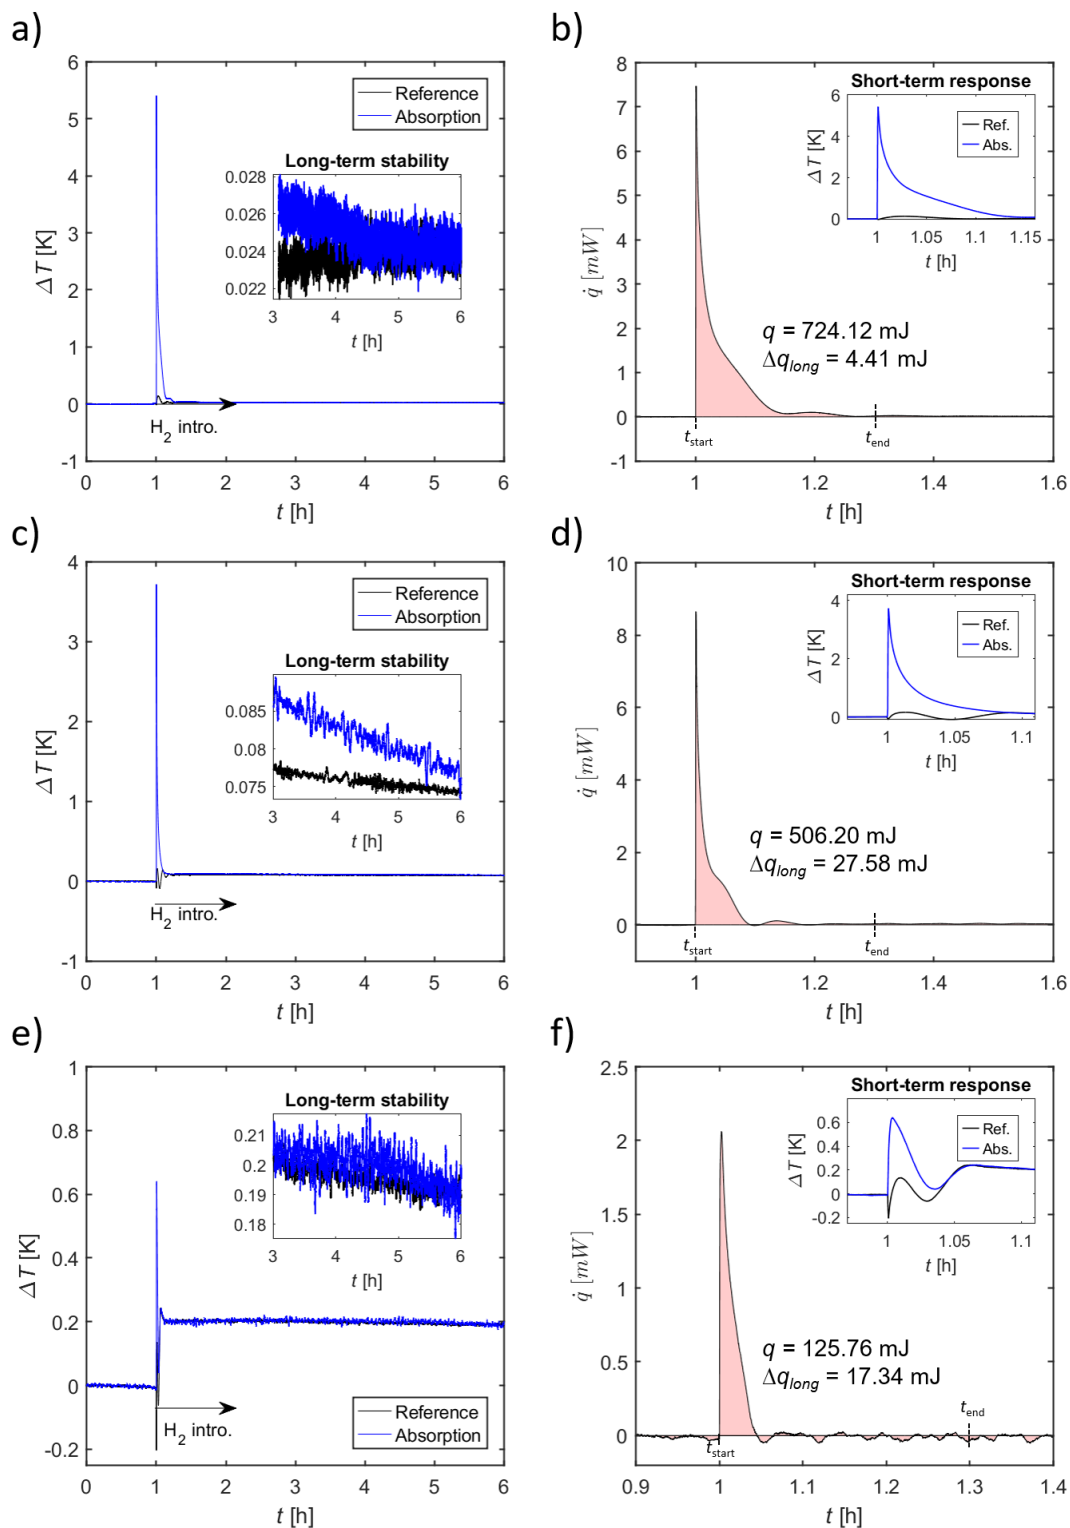 a)
6
5
4
3
2
1
0
-1
ΔT [K]
0 1 2 3 4 5 6
t [h]
Reference
Absorption
Long-term stability
0.028
0.026
0.024
0.022
3 4 5 6
t [h]
H2 intro.
b)
8
7
6
5
4
3
2
1
0
-1
q̇ [mW]
1 1.2 1.4 1.6
t [h]
Short-term response
6
4
2
0
ΔT [K]
1 1.05 1.1 1.15
t [h]
Ref.
Abs.
q = 724.12 mJ
Δqlong = 4.41 mJ
tstart
tend
c)
4
3
2
1
0
-1
ΔT [K]
0 1 2 3 4 5 6
t [h]
Reference
Absorption
Long-term stability
0.085
0.08
0.075
3 4 5 6
t [h]
H2 intro.
d)
10
8
6
4
2
0
q̇ [mW]
1 1.2 1.4 1.6
t [h]
Short-term response
4
2
0
ΔT [K]
1 1.05 1.1
t [h]
Ref.
Abs.
q = 506.20 mJ
Δqlong = 27.58 mJ
tstart
tend
e)
1
0.8
0.6
0.4
0.2
0
-0.2
ΔT [K]
0 1 2 3 4 5 6
t [h]
Long-term stability
0.21
0.2
0.19
0.18
3 4 5 6
t [h]
H2 intro.
Reference
Absorption
f)
2.5
2
1.5
1
0.5
0
q̇ [mW]
0.9 1 1.1 1.2 1.3 1.4
t [h]
Short-term response
0.6
0.4
0.2
0
-0.2
ΔT [K]
1 1.06 1.1
t [h]
Ref.
Abs.
q = 125.76 mJ
Δqlong = 17.34 mJ
tstart
tend